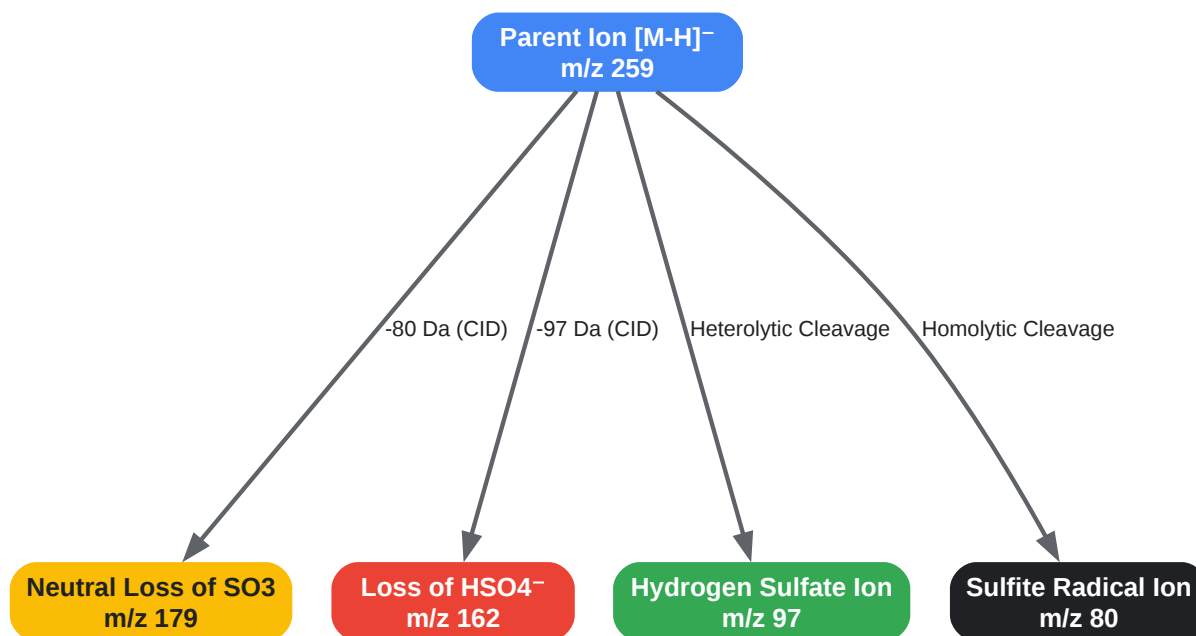 Parent Ion [M-H]⁻
m/z 259
-80 Da (CID)
-97 Da (CID)
Heterolytic Cleavage
Homolytic Cleavage
Neutral Loss of SO3
m/z 179
Loss of HSO4⁻
m/z 162
Hydrogen Sulfate Ion
m/z 97
Sulfite Radical Ion
m/z 80